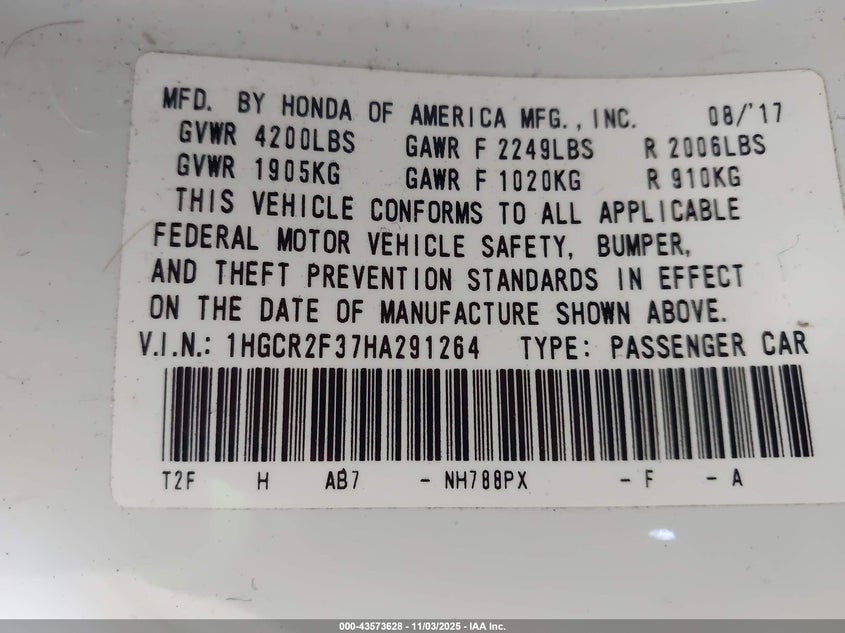 MFD. BY HONDA OF AMERICA MFG., INC. 08/'17
GVWR 4200LBS GAWR F 2249LBS R 2006LBS
GVWR 1905KG GAWR F 1020KG R 910KG
THIS VEHICLE CONFORMS TO ALL APPLICABLE
FEDERAL MOTOR VEHICLE SAFETY, BUMPER,
AND THEFT PREVENTION STANDARDS IN EFFECT
ON THE DATE OF MANUFACTURE SHOWN ABOVE.
V.I.N.: 1HGCR2F37HA291264 TYPE: PASSENGER CAR
T2F H AB7 - NH788PX - F - A
000-43573628 - 11/03/2025 - IAA Inc.